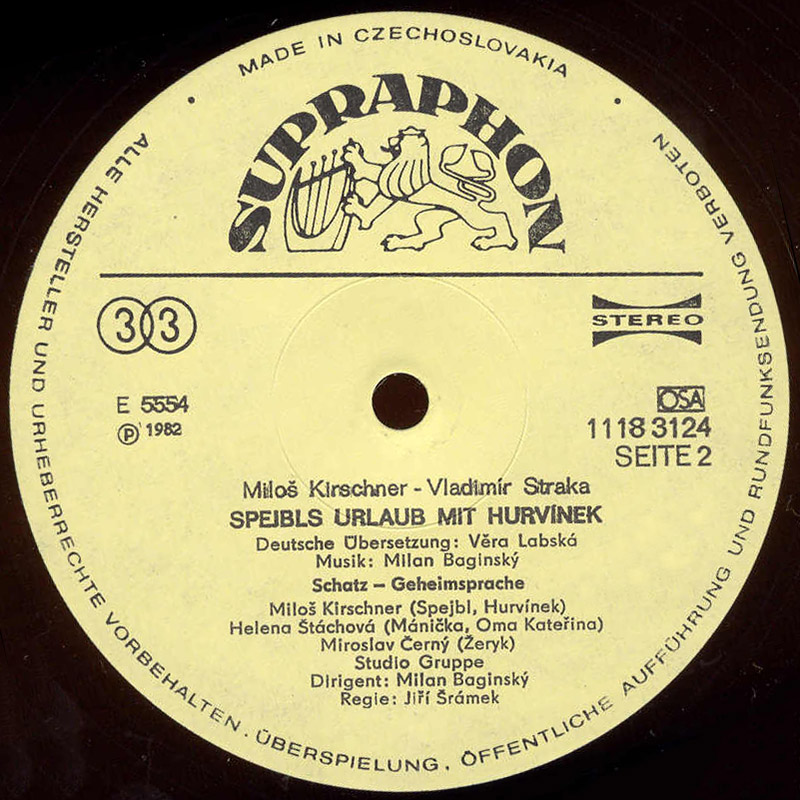 MADE IN CZECHOSLOVAKIA
SUPRAPHON
33
STEREO
E 5554
Ⓟ 1982
OSA
1118 3124
SEITE 2
Miloš Kirschner - Vladimír Straka
SPEJBLS URLAUB MIT HURVÍNEK
Deutsche Übersetzung: Věra Labská
Musik: Milan Baginský
Schatz – Geheimsprache
Miloš Kirschner (Spejbl, Hurvínek)
Helena Štáchová (Mánička, Oma Kateřina)
Miroslav Černý (Žeryk)
Studio Gruppe
Dirigent: Milan Baginský
Regie: Jiří Šrámek
ALLE HERSTELLER UND URHEBERRECHTE VORBEHALTEN. ÜBERSPIELUNG, ÖFFENTLICHE AUFFÜHRUNG UND RUNDFUNKSENDUNG VERBOTEN